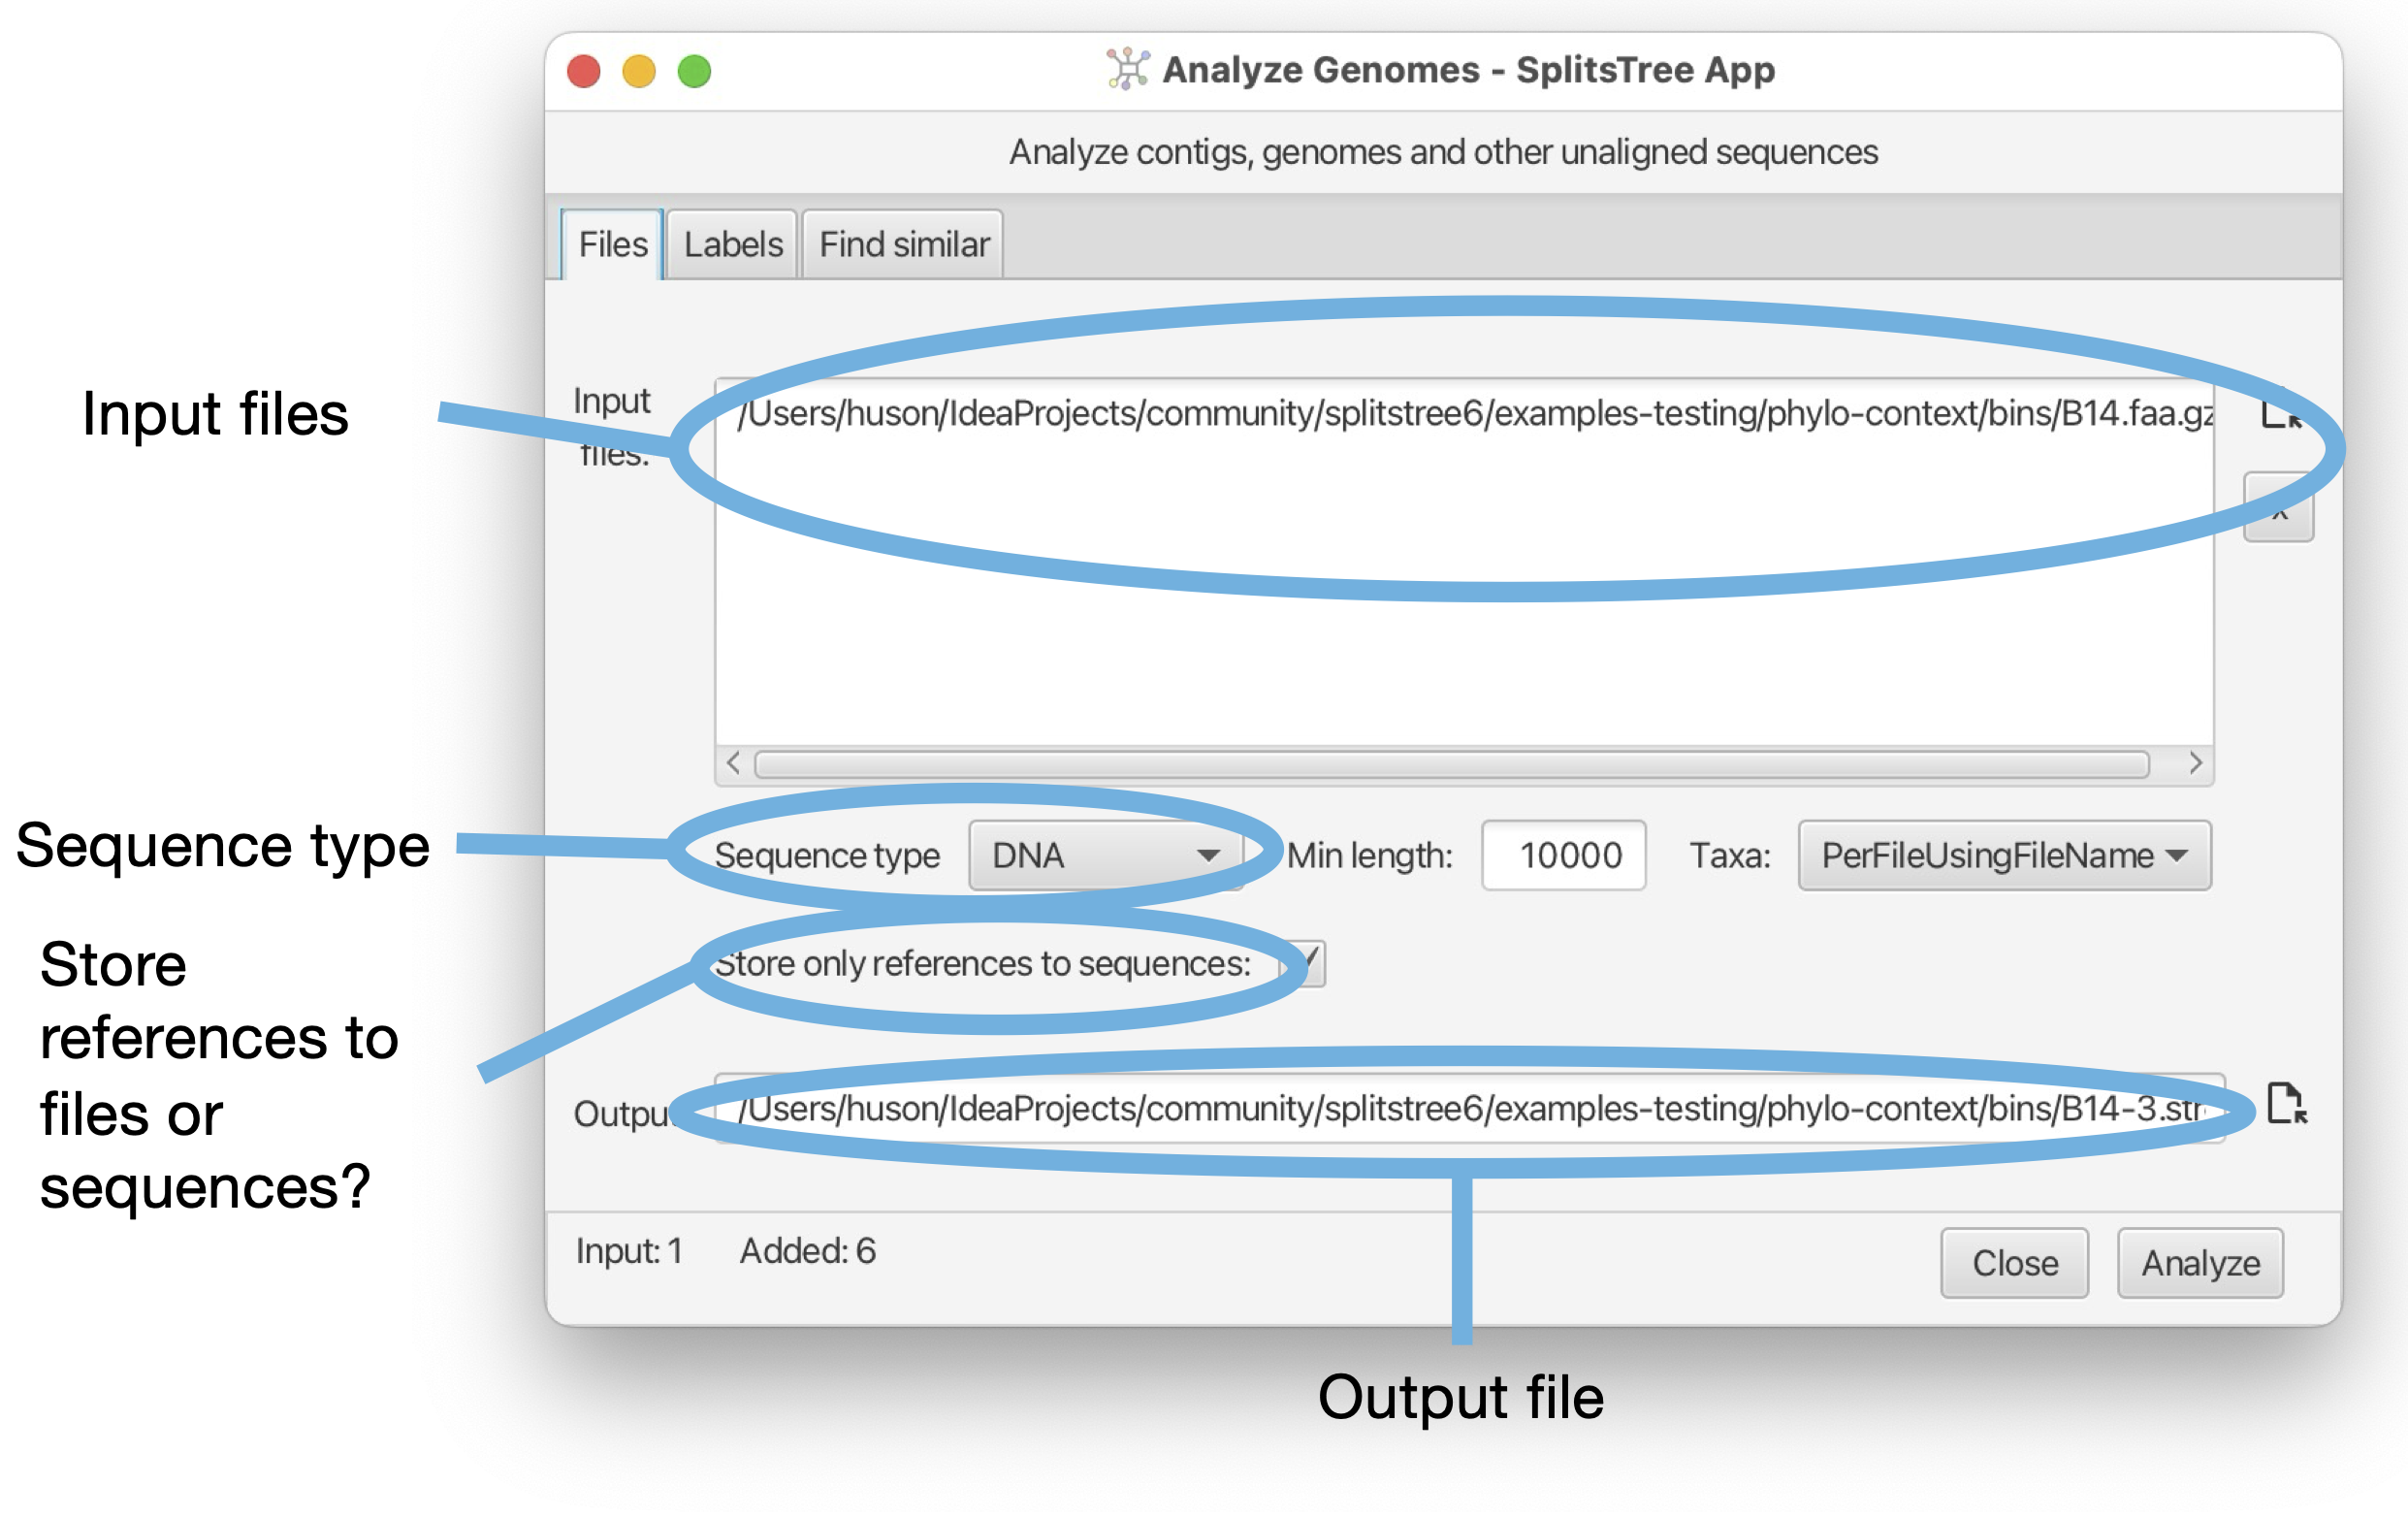 Analyze Genomes - SplitsTree App
Analyze contigs, genomes and other unaligned sequences
Files Labels Find similar
Input files
Input
files:
/Users/huson/IdeaProjects/community/splitstree6/examples-testing/phylo-context/bins/B14.faa.gz
x
Sequence type
Sequence type DNA Min length: 10000 Taxa: PerFileUsingFileName
Store
references to
files or
sequences?
Store only references to sequences:
Outpu /Users/huson/IdeaProjects/community/splitstree6/examples-testing/phylo-context/bins/B14-3.str
Input: 1 Added: 6
Close Analyze
Output file